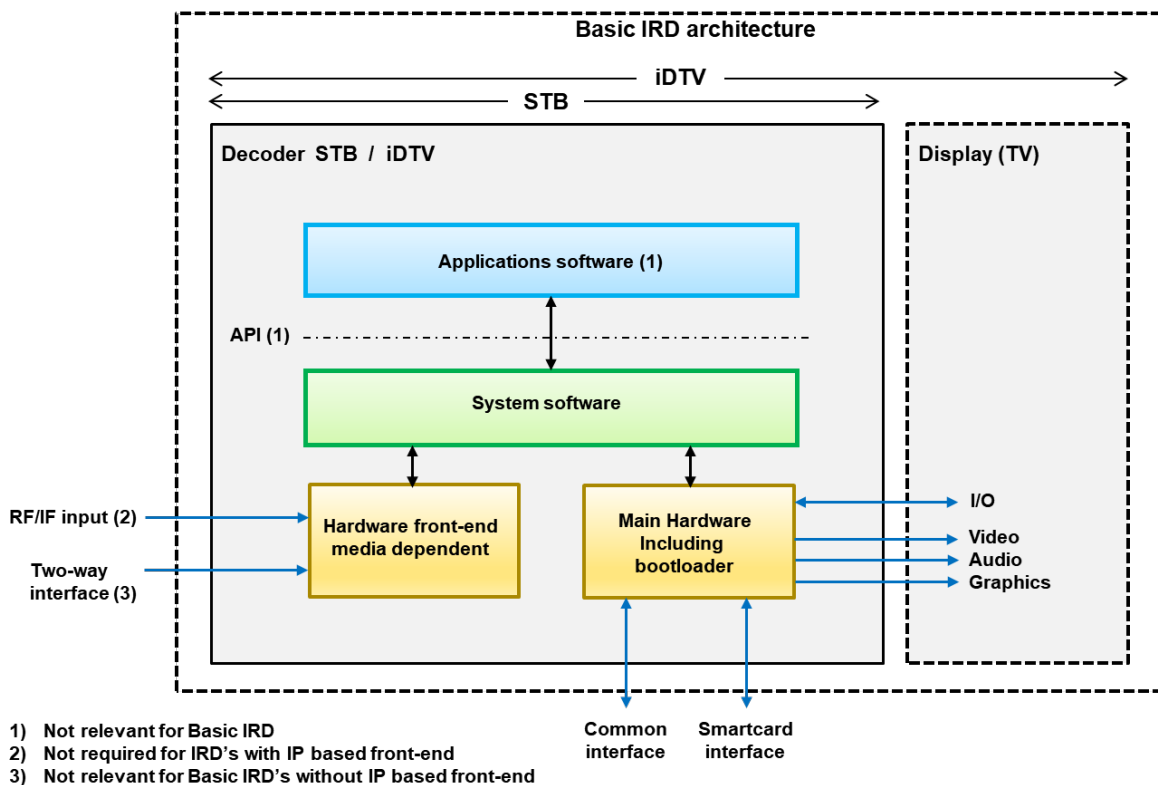 Basic IRD architecture
iDTV
STB
Decoder STB / iDTV
Display (TV)
Applications software (1)
API (1)
System software
RF/IF input (2)
Two-way
interface (3)
Hardware front-end
media dependent
Main Hardware
Including
bootloader
I/O
Video
Audio
Graphics
Common
interface
Smartcard
interface
1) Not relevant for Basic IRD
2) Not required for IRD's with IP based front-end
3) Not relevant for Basic IRD's without IP based front-end